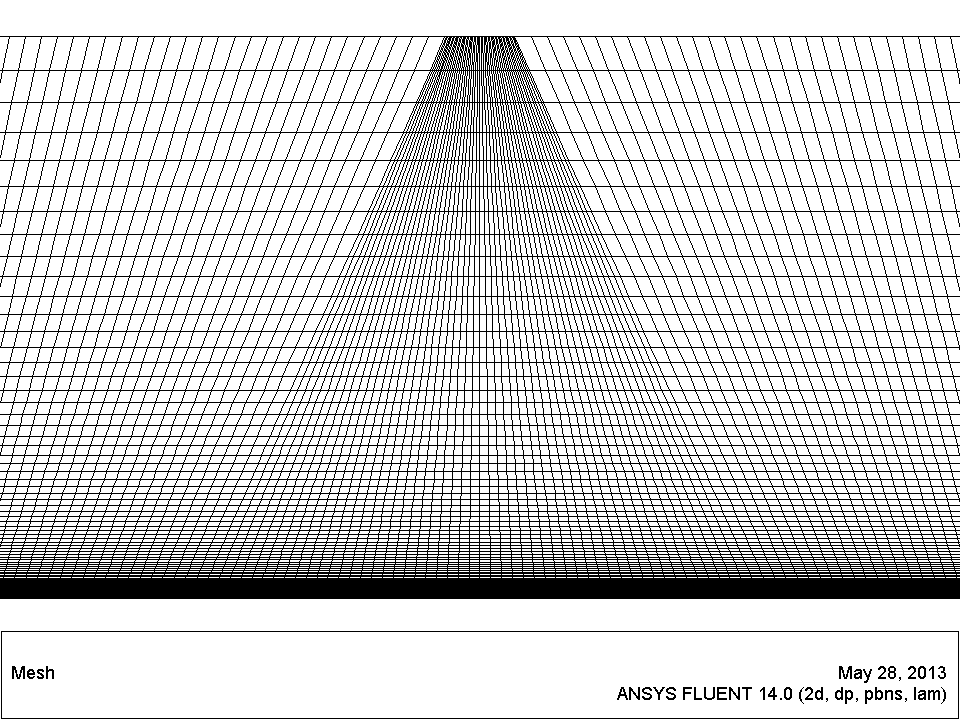 Mesh
May 28, 2013
ANSYS FLUENT 14.0 (2d, dp, pbns, lam)